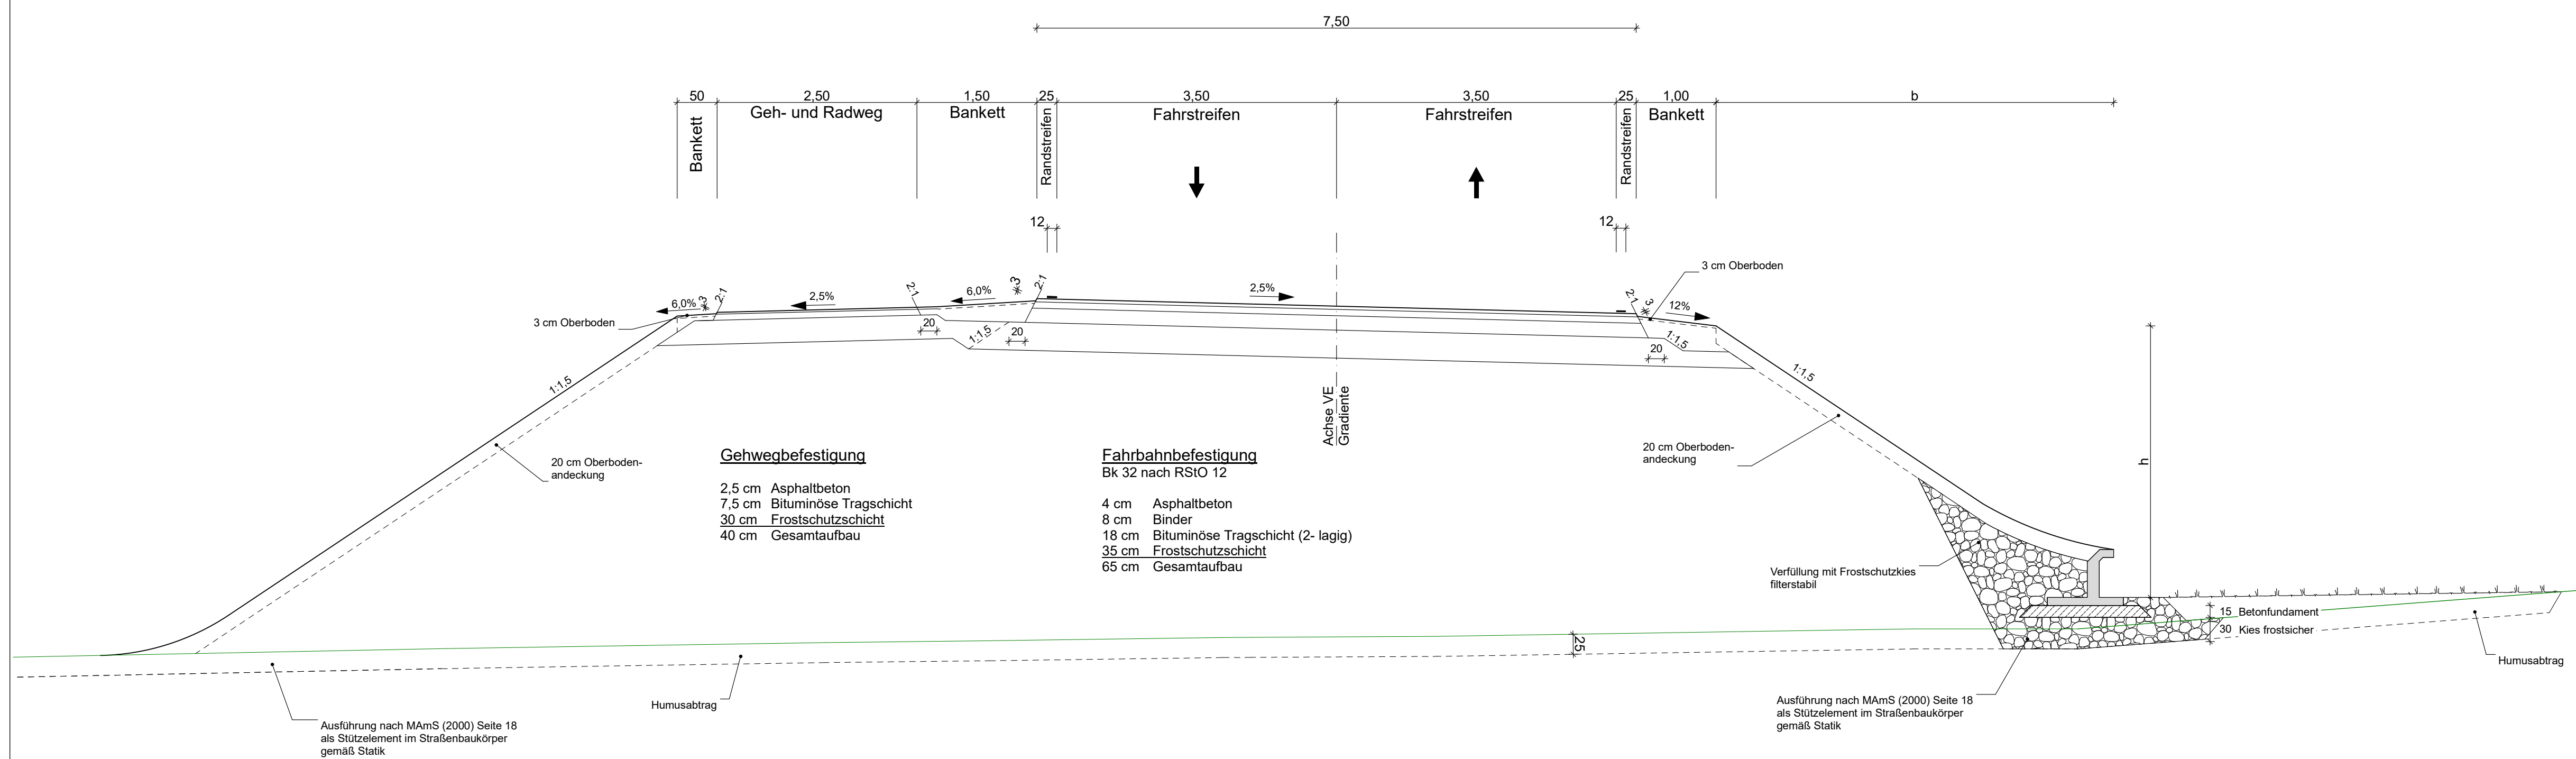 7,50
50
2,50
1,50
25
3,50
3,50
25
1,00
b
Bankett
Geh- und Radweg
Bankett
Randstreifen
Fahrstreifen
Fahrstreifen
Randstreifen
Bankett
12
12
3 cm Oberboden
6,0%
3
2:1
2,5%
2:1
6,0%
3
2:1
2,5%
2:1
3
12%
3 cm Oberboden
20
1:1,5
20
20
1:1,5
1:1,5
1:1,5
Achse VE
Gradiente
h
20 cm Oberboden-
andeckung
Gehwegbefestigung
2,5 cm Asphaltbeton
7,5 cm Bituminöse Tragschicht
30 cm Frostschutzschicht
40 cm Gesamtaufbau
Fahrbahnbefestigung
Bk 32 nach RStO 12
4 cm Asphaltbeton
8 cm Binder
18 cm Bituminöse Tragschicht (2- lagig)
35 cm Frostschutzschicht
65 cm Gesamtaufbau
20 cm Oberboden-
andeckung
Verfüllung mit Frostschutzkies
filterstabil
15 Betonfundament
30 Kies frostsicher
25
Humusabtrag
Humusabtrag
Ausführung nach MAmS (2000) Seite 18
als Stützelement im Straßenbaukörper
gemäß Statik
Ausführung nach MAmS (2000) Seite 18
als Stützelement im Straßenbaukörper
gemäß Statik